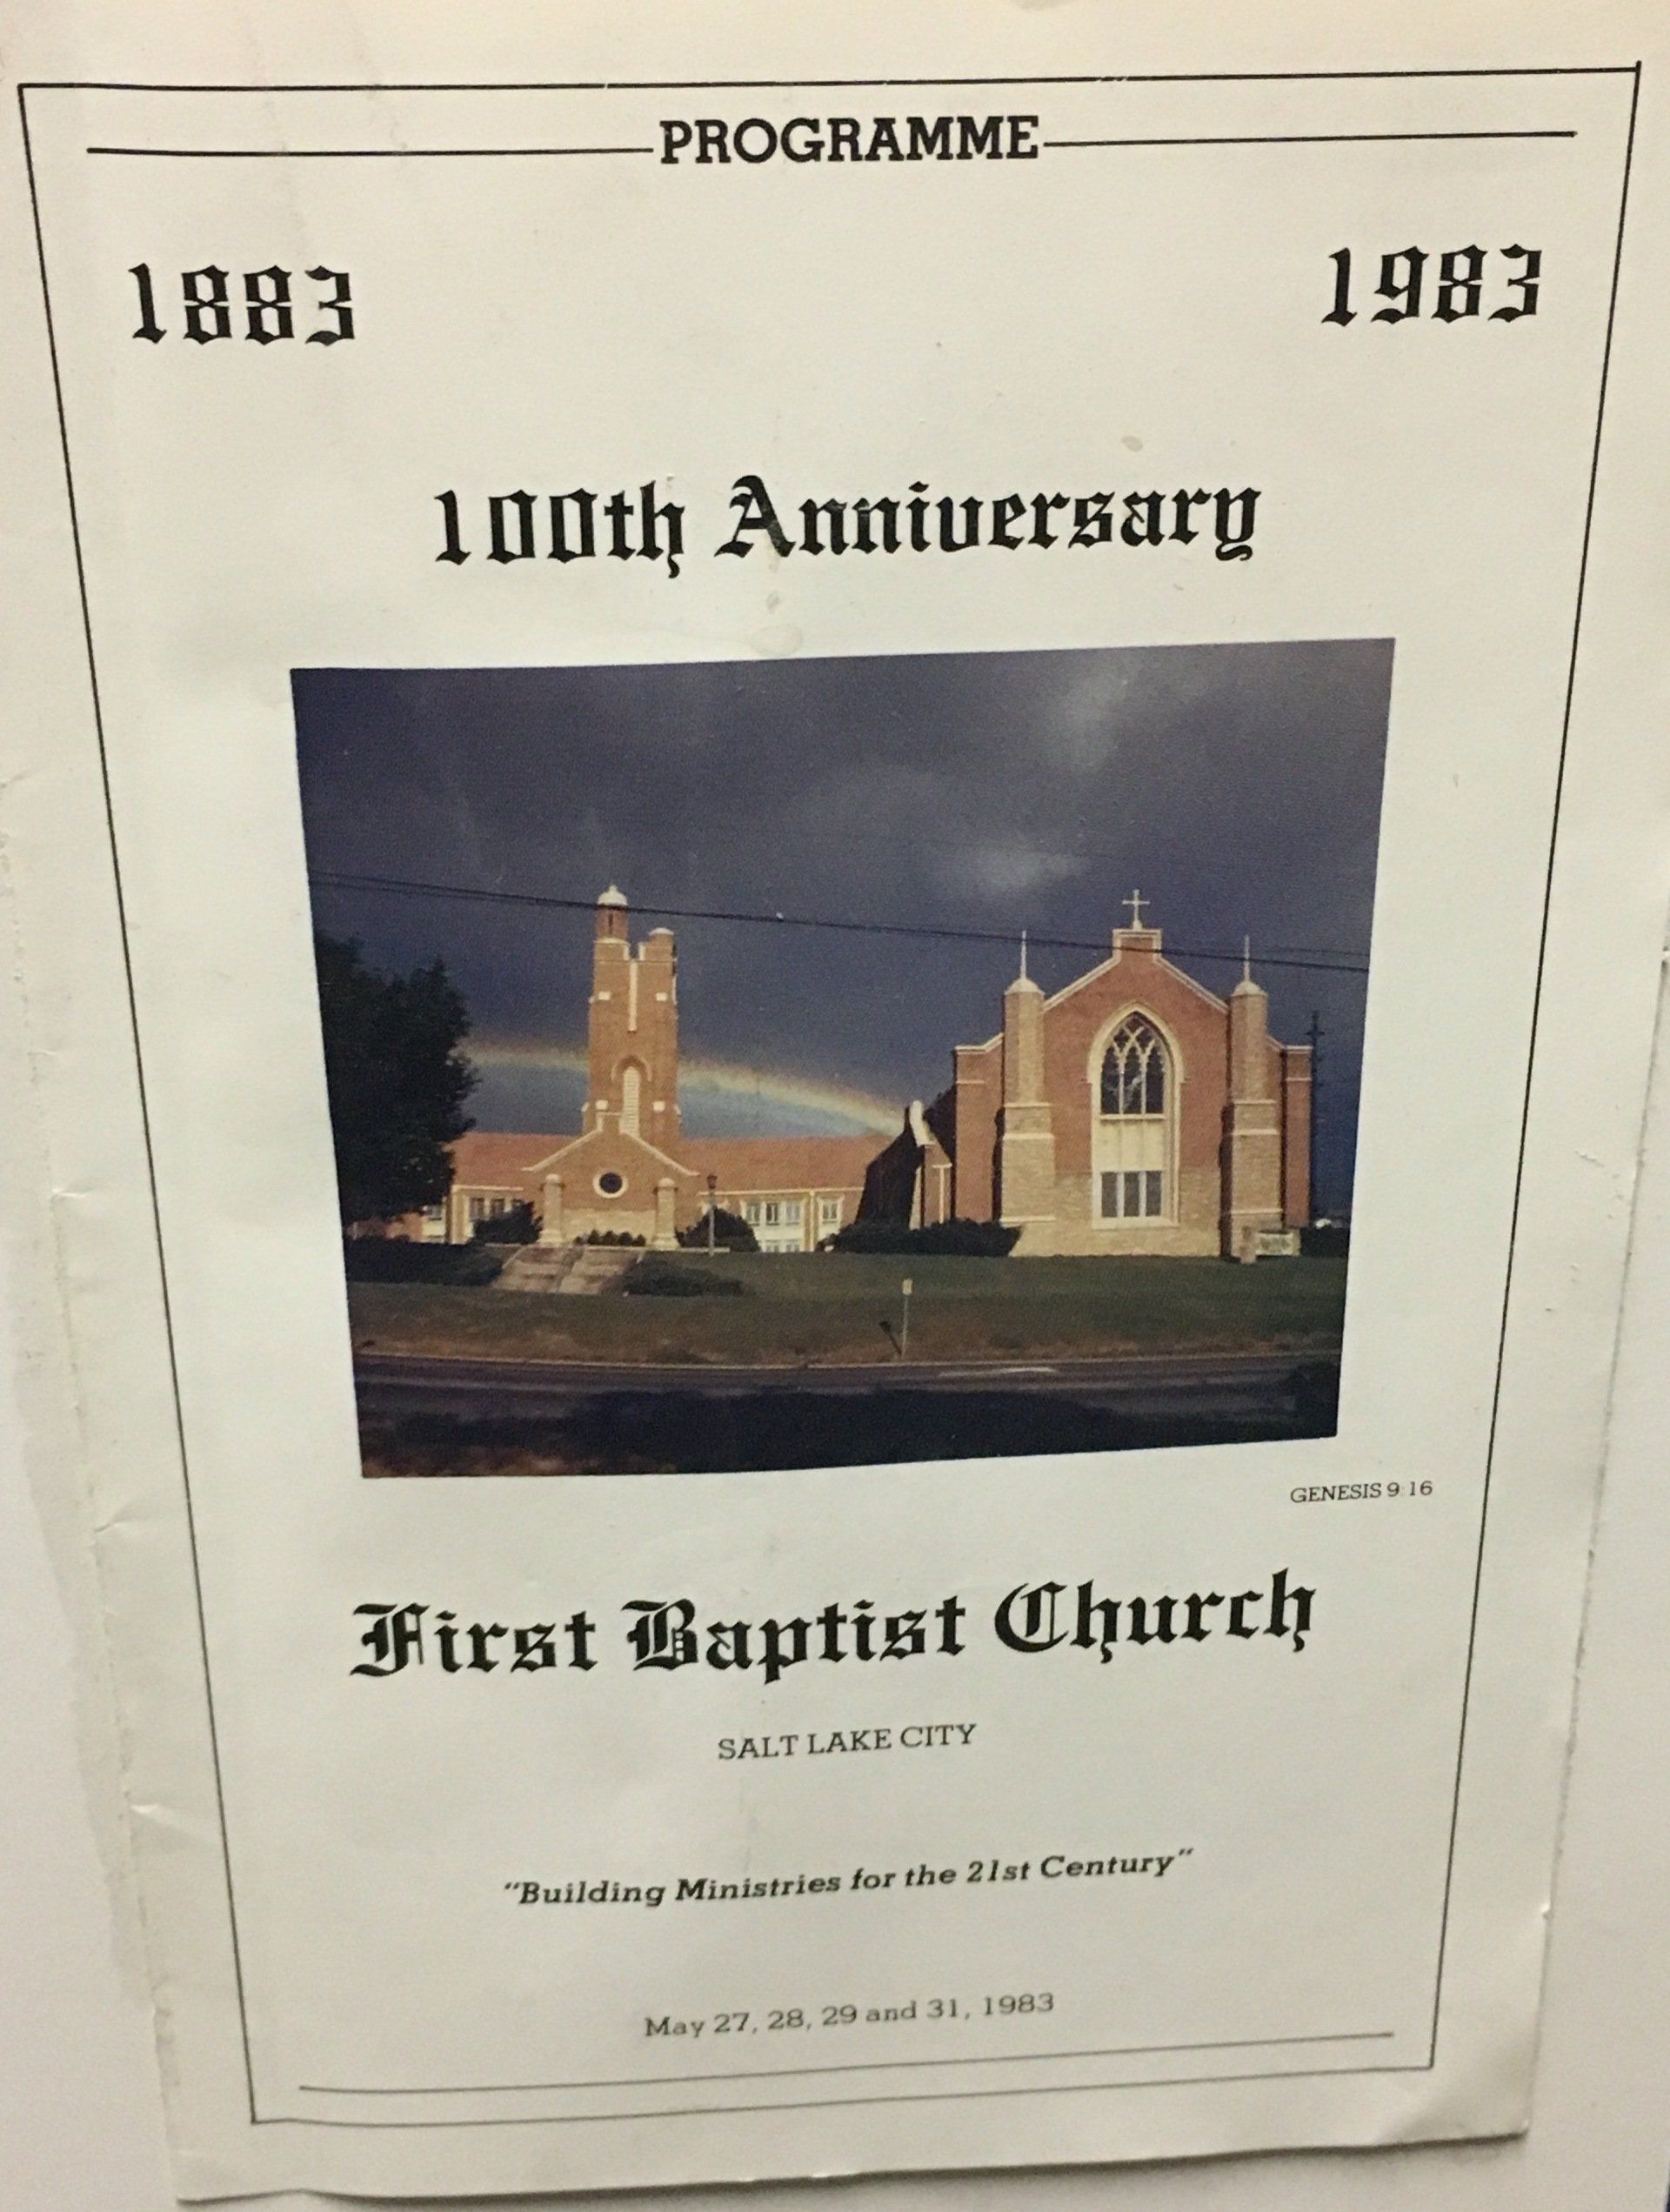 PROGRAMME
1883 1983
100th Anniversary
GENESIS 9:16
First Baptist Church
SALT LAKE CITY
"Building Ministries for the 21st Century"
May 27, 28, 29 and 31, 1983